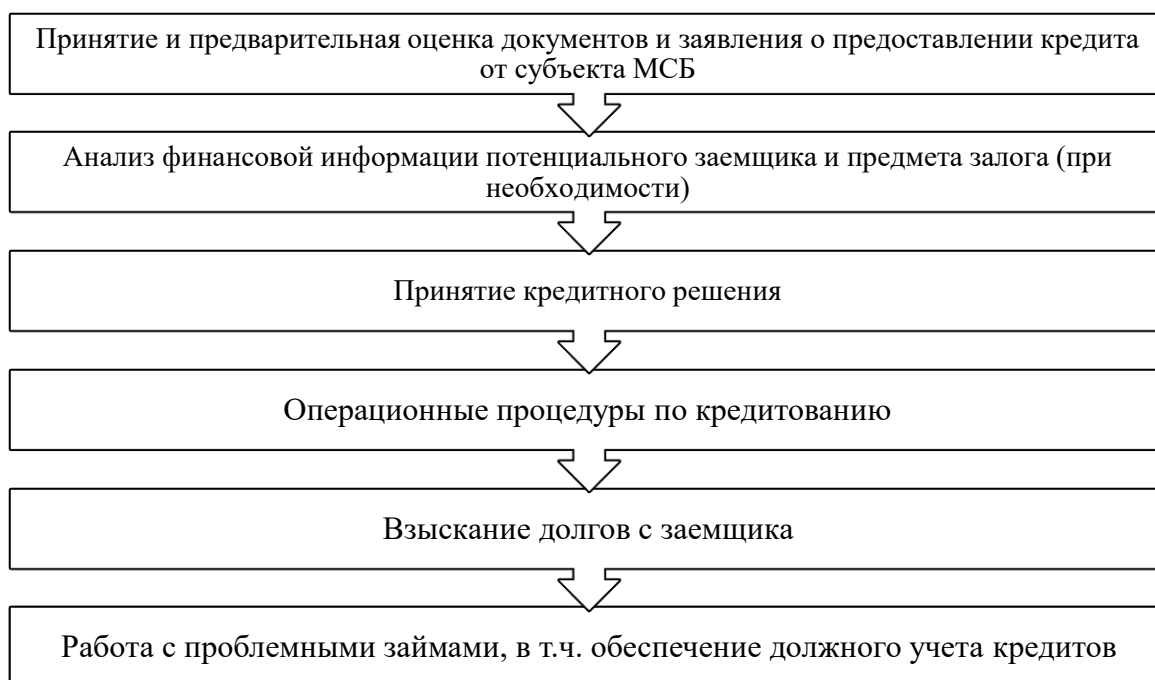 Принятие и предварительная оценка документов и заявления о предоставлении кредита
от субъекта МСБ
Анализ финансовой информации потенциального заемщика и предмета залога (при
необходимости)
Принятие кредитного решения
Операционные процедуры по кредитованию
Взыскание долгов с заемщика
Работа с проблемными займами, в т.ч. обеспечение должного учета кредитов